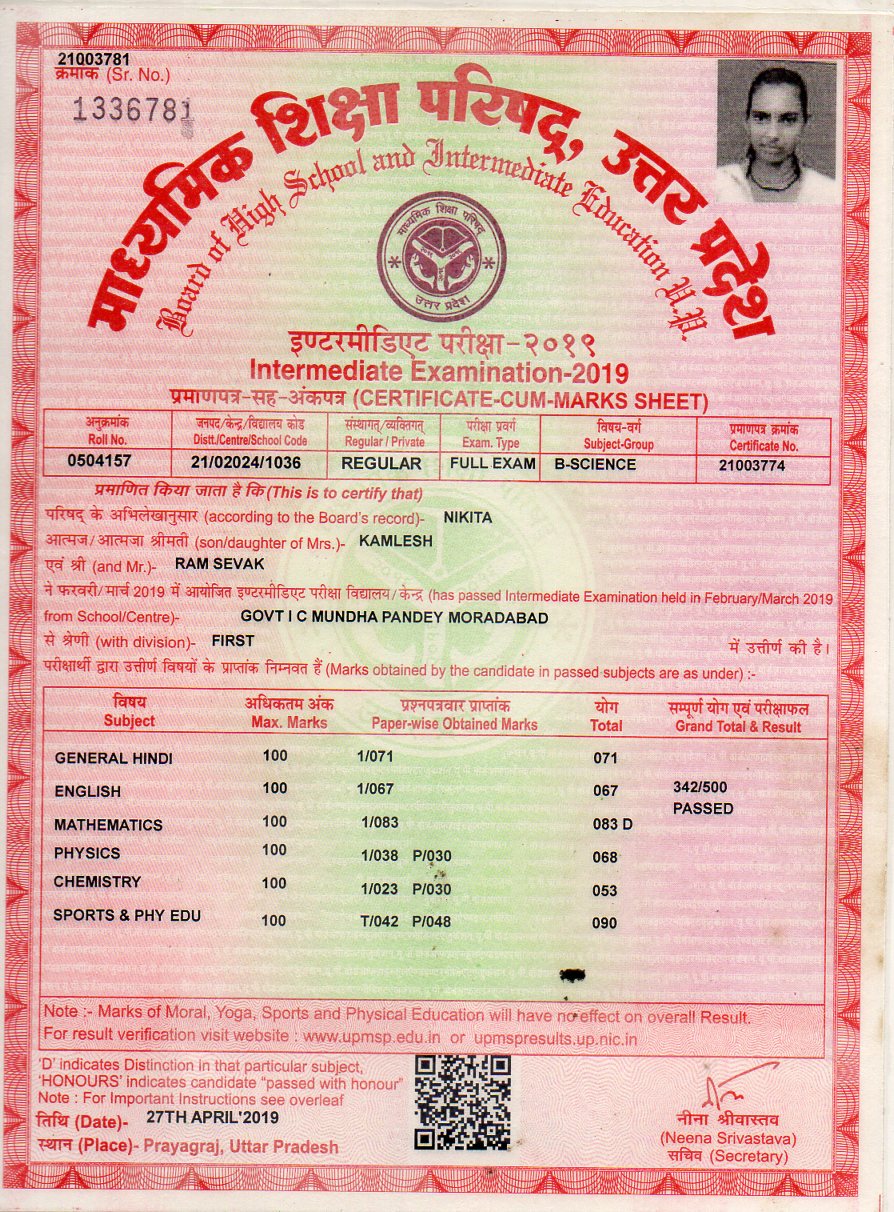 21003781
क्रमांक (Sr. No.)
1336781
माध्यमिक शिक्षा परिषद्, उत्तर प्रदेश
Board of High School and Intermediate Education U.P.
माध्यमिक शिक्षा परिषद
उत्तर प्रदेश
इण्टरमीडिएट परीक्षा-२०१९
Intermediate Examination-2019
प्रमाणपत्र-सह-अंकपत्र (CERTIFICATE-CUM-MARKS SHEET)
अनुक्रमांक जनपद/केन्द्र/विद्यालय कोड संस्थागत्/व्यक्तिगत् परीक्षा प्रवर्ग विषय-वर्ग प्रमाणपत्र क्रमांक
Roll No. Distt./Centre/School Code Regular / Private Exam. Type Subject-Group Certificate No.
0504157 21/02024/1036 REGULAR FULL EXAM B-SCIENCE 21003774
प्रमाणित किया जाता है कि (This is to certify that)
परिषद् के अभिलेखानुसार (according to the Board's record)- NIKITA
आत्मज/आत्मजा श्रीमती (son/daughter of Mrs.)- KAMLESH
एवं श्री (and Mr.)- RAM SEVAK
ने फरवरी/मार्च 2019 में आयोजित इण्टरमीडिएट परीक्षा विद्यालय/केन्द्र (has passed Intermediate Examination held in February/March 2019
from School/Centre)- GOVT I C MUNDHA PANDEY MORADABAD
से श्रेणी (with division)- FIRST में उत्तीर्ण की है।
परीक्षार्थी द्वारा उत्तीर्ण विषयों के प्राप्तांक निम्नवत हैं (Marks obtained by the candidate in passed subjects are as under) :-
विषय अधिकतम अंक प्रश्नपत्रवार प्राप्तांक योग सम्पूर्ण योग एवं परीक्षाफल
Subject Max. Marks Paper-wise Obtained Marks Total Grand Total & Result
GENERAL HINDI 100 1/071 071
ENGLISH 100 1/067 067 342/500
PASSED
MATHEMATICS 100 1/083 083 D
PHYSICS 100 1/038 P/030 068
CHEMISTRY 100 1/023 P/030 053
SPORTS & PHY EDU 100 T/042 P/048 090
Note :- Marks of Moral, Yoga, Sports and Physical Education will have no effect on overall Result.
For result verification visit website : www.upmsp.edu.in or upmspresults.up.nic.in
'D' indicates Distinction in that particular subject,
'HONOURS' indicates candidate "passed with honour"
Note : For Important Instructions see overleaf
तिथि (Date)- 27TH APRIL'2019
स्थान (Place)- Prayagraj, Uttar Pradesh
नीना श्रीवास्तव
(Neena Srivastava)
सचिव (Secretary)